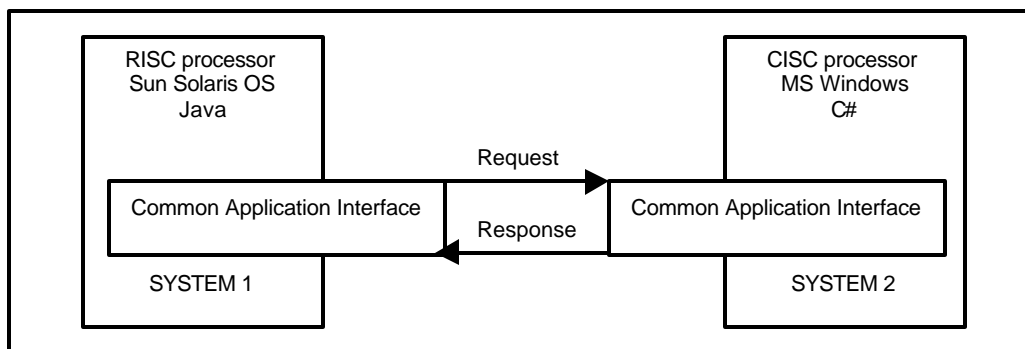 RISC processor
Sun Solaris OS
Java
CISC processor
MS Windows
C#
Request
Common Application Interface
Common Application Interface
Response
SYSTEM 1
SYSTEM 2